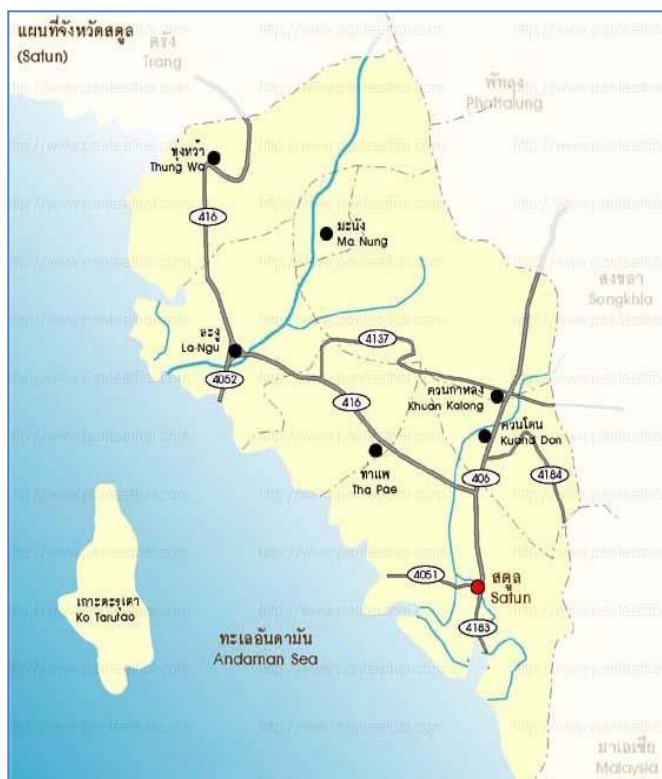 แผนที่จังหวัดสตูล
(Satun)
ตรัง
Trang
พัทลุง
Phattalung
ทุ่งหว้า
Thung Wa
416
มะนัง
Ma Nung
สงขลา
Songkhla
ละงู
La-Ngu
4137
4052
416
ควนกาหลง
Khuan Kalong
ควนโดน
Kuand Don
ท่าแพ
Tha Pae
406
4184
4051
สตูล
Satun
เกาะตะรุเตา
Ko Tarutao
4183
ทะเลอันดามัน
Andaman Sea
มาเลเซีย
Malaysia
http://www.panteethai.com